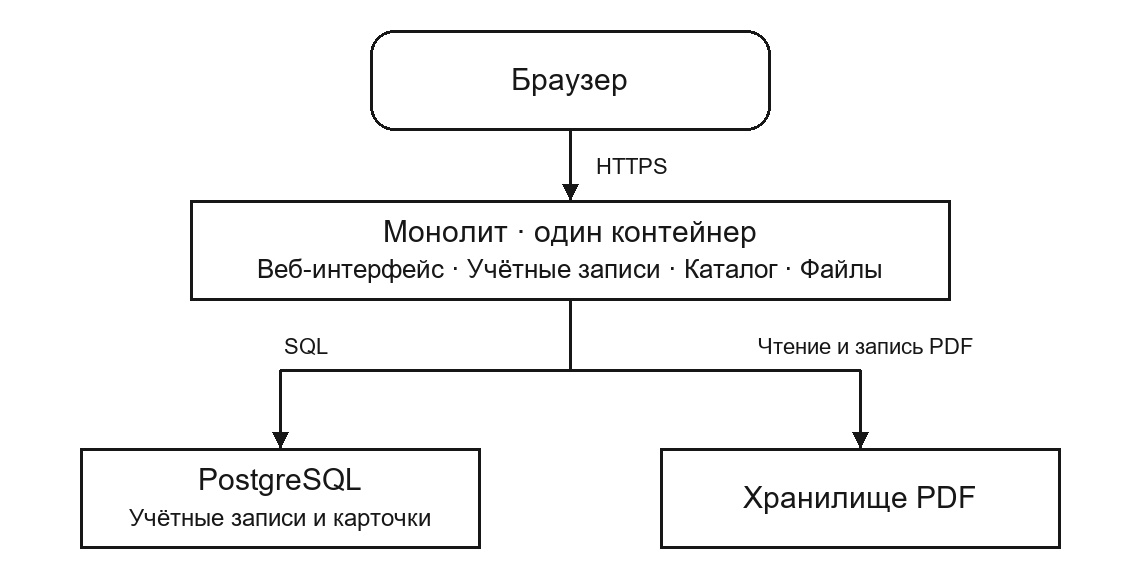 Браузер
HTTPS
Монолит · один контейнер
Веб-интерфейс · Учётные записи · Каталог · Файлы
SQL
Чтение и запись PDF
PostgreSQL
Учётные записи и карточки
Хранилище PDF